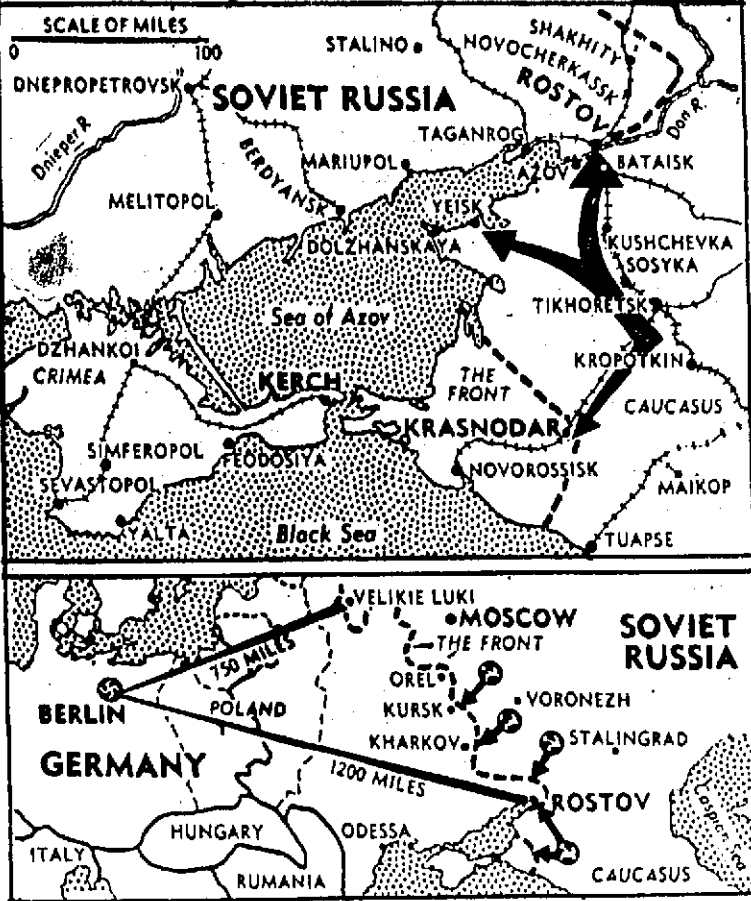 SCALE OF MILES
0 100
STALINO
SHAKHITY
NOVOCHERKASSK
ROSTOV
DNEPROPETROVSK
SOVIET RUSSIA
Don R.
Dnieper R
TAGANROG
MARIUPOL
BERDYANSK
AZOV
BATAISK
MELITOPOL
YEISK
DOLZHANSKAYA
KUSHCHEVKA
SOSYKA
Sea of Azov
TIKHORETSK
DZHANKOI
CRIMEA
KERCH
THE
FRONT
KROPOTKIN
CAUCASUS
KRASNODAR
SIMFEROPOL
FEODOSIYA
NOVOROSSISK
MAIKOP
SEVASTOPOL
YALTA
Black Sea
TUAPSE
VELIKIE LUKI
MOSCOW
SOVIET
RUSSIA
THE FRONT
750 MILES
OREL
BERLIN
POLAND
KURSK
VORONEZH
KHARKOV
STALINGRAD
GERMANY
1200 MILES
ROSTOV
Caspian Sea
HUNGARY
ODESSA
ITALY
RUMANIA
CAUCASUS